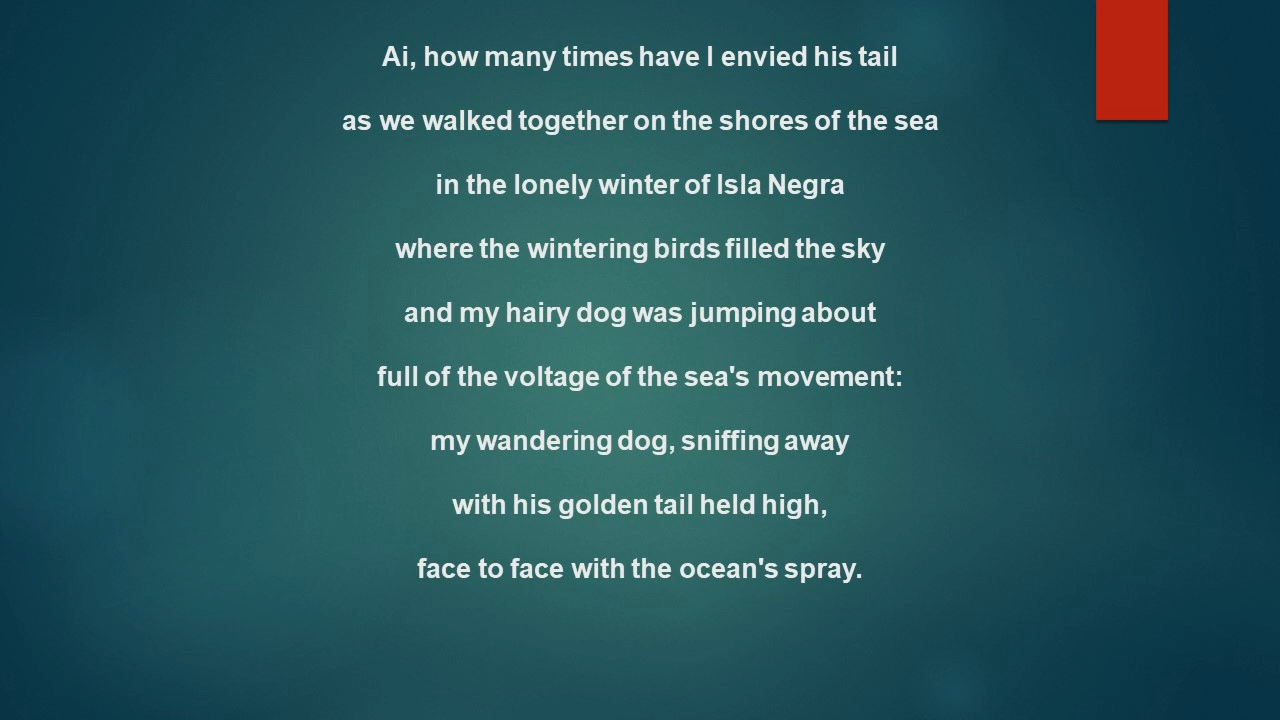 Ai, how many times have I envied his tail
as we walked together on the shores of the sea
in the lonely winter of Isla Negra
where the wintering birds filled the sky
and my hairy dog was jumping about
full of the voltage of the sea's movement:
my wandering dog, sniffing away
with his golden tail held high,
face to face with the ocean's spray.